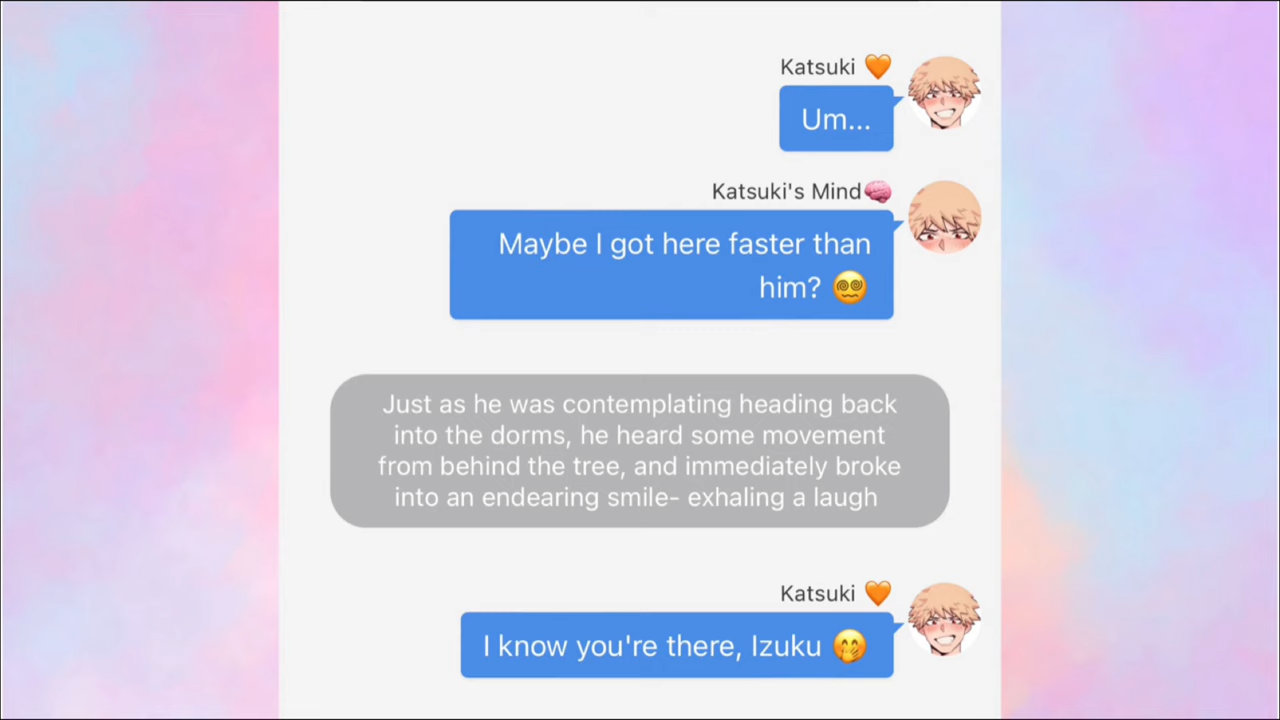 Katsuki 🧡
Um...
Katsuki's Mind🧠
Maybe I got here faster than
him? 😵‍💫
Just as he was contemplating heading back
into the dorms, he heard some movement
from behind the tree, and immediately broke
into an endearing smile- exhaling a laugh
Katsuki 🧡
I know you're there, Izuku 🤭